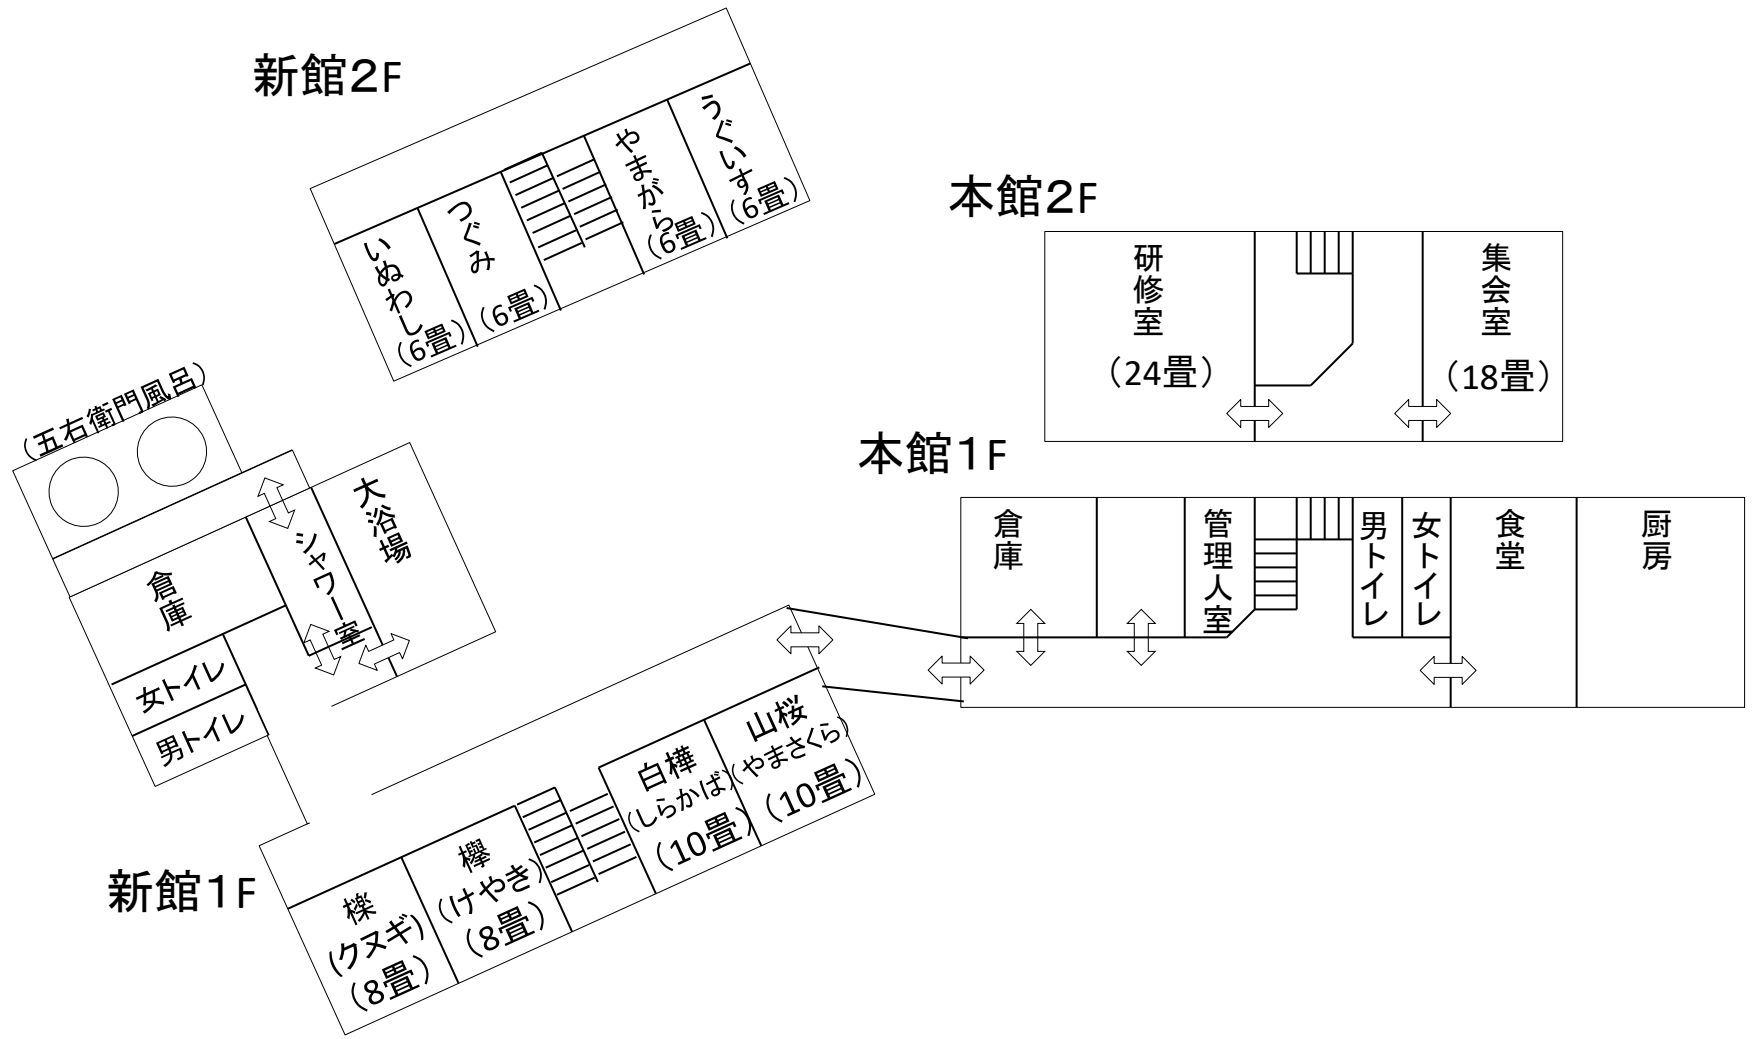 新館２F
いぬわし
（6畳）
つぐみ
（6畳）
やまがら
（6畳）
うぐいす
（6畳）
本館２F
研修室
（24畳）
集会室
（18畳）
本館１F
倉庫
管理人室
男トイレ
女トイレ
食堂
厨房
（五右衛門風呂）
大浴場
シャワー室
倉庫
女トイレ
男トイレ
新館１F
櫟
(クヌギ)
（8畳）
欅
（けやき）
（8畳）
白樺
（しらかば）
（10畳）
山桜
（やまさくら）
（10畳）